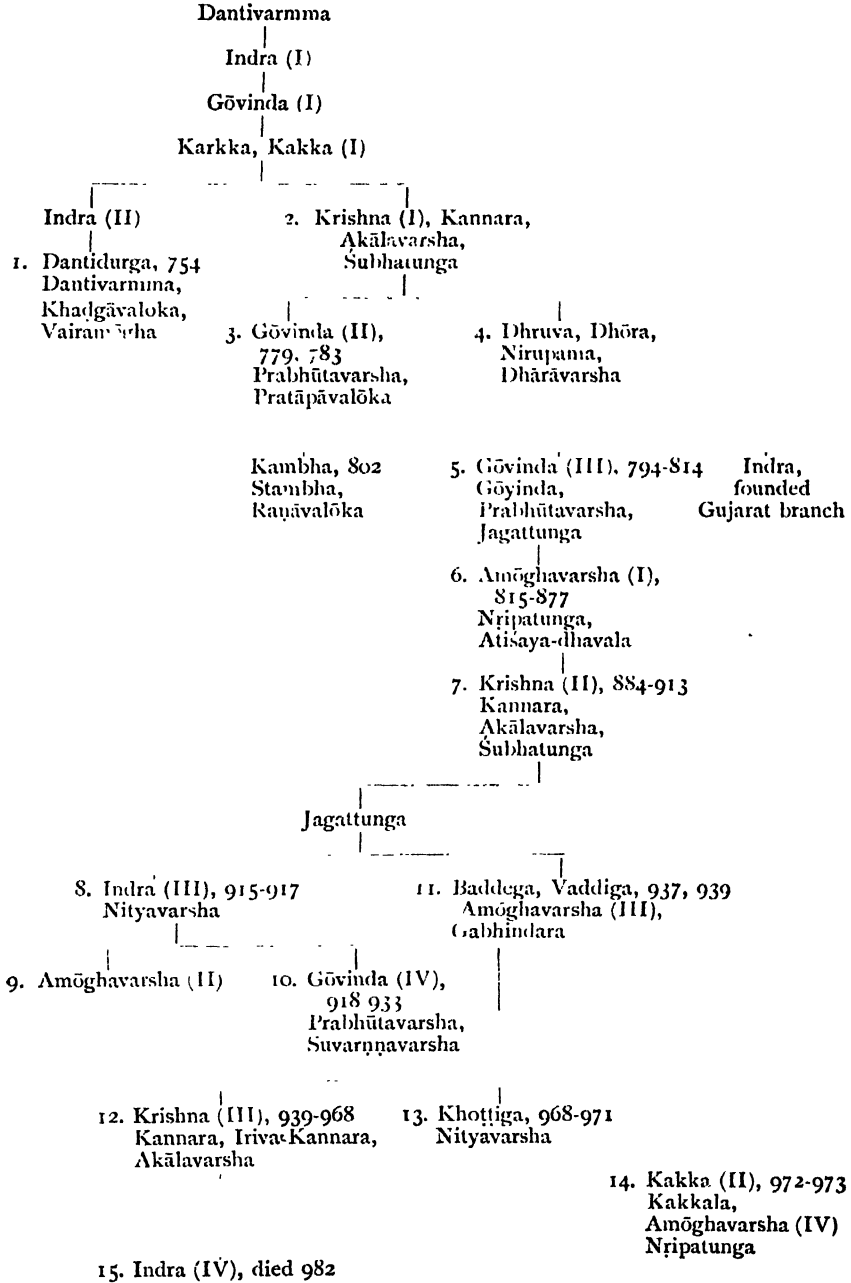 Dantivarmma
Indra (I)
Gōvinda (I)
Karkka, Kakka (I)
Indra (II)
2. Krishna (I), Kannara,
Akālavarsha,
Śubhatunga
1. Dantidurga, 754
Dantivarmma,
Khaḍgāvaloka,
3. Gōvinda (II),
779, 783
Prabhūtavarsha,
Pratāpāvalōka
4. Dhruva, Dhōra,
Nirupama,
Dhārāvarsha
Kambha, 802
Stambha,
Raṇāvalōka
5. Gōvinda (III), 794-814
Gōyinda,
Prabhūtavarsha,
Jagattunga
Indra,
founded
Gujarat branch
6. Amōghavarsha (I),
815-877
Nṛipatunga,
Atiśaya-dhavala
7. Krishna (II), 884-913
Kannara,
Akālavarsha,
Śubhatunga
Jagattunga
8. Indra (III), 915-917
Nityavarsha
11. Baddega, Vaddiga, 937, 939
Amōghavarsha (III),
Gabhindara
9. Amōghavarsha (II)
10. Gōvinda (IV),
918 933
Prabhūtavarsha,
Suvarṇṇavarsha
12. Krishna (III), 939-968
Kannara, Iriva-Kannara,
Akālavarsha
13. Khoṭṭiga, 968-971
Nityavarsha
14. Kakka (II), 972-973
Kakkala,
Amōghavarsha (IV)
Nṛipatunga
15. Indra (IV), died 982